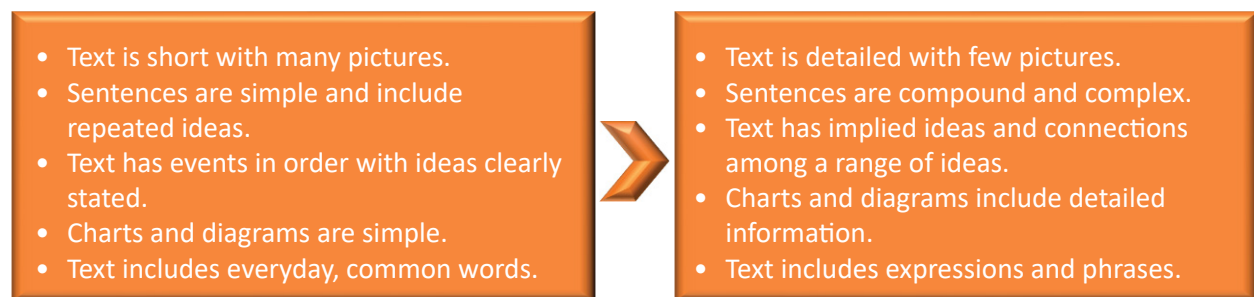 • Text is short with many pictures.
• Sentences are simple and include
repeated ideas.
• Text has events in order with ideas clearly
stated.
• Charts and diagrams are simple.
• Text includes everyday, common words.
• Text is detailed with few pictures.
• Sentences are compound and complex.
• Text has implied ideas and connections
among a range of ideas.
• Charts and diagrams include detailed
information.
• Text includes expressions and phrases.